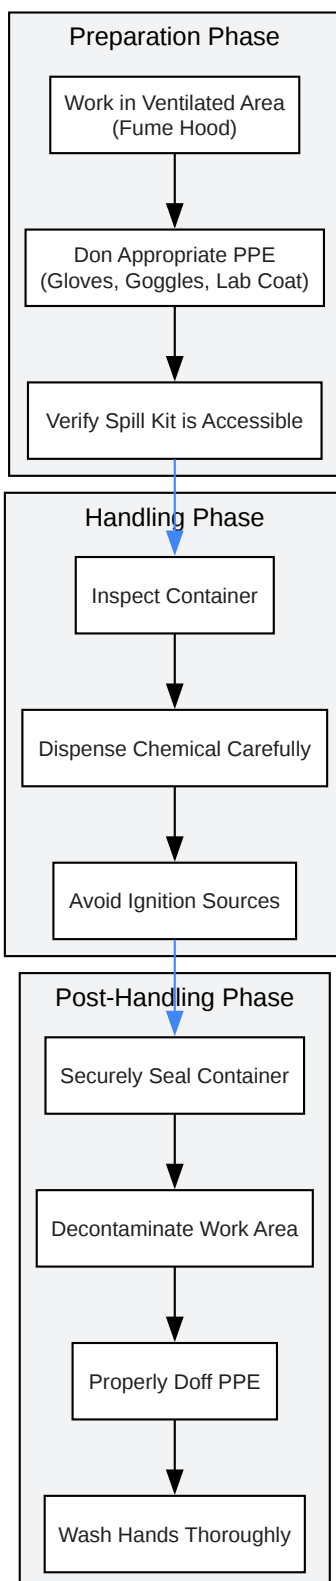 Preparation Phase
Work in Ventilated Area
(Fume Hood)
Don Appropriate PPE
(Gloves, Goggles, Lab Coat)
Verify Spill Kit is Accessible
Handling Phase
Inspect Container
Dispense Chemical Carefully
Avoid Ignition Sources
Post-Handling Phase
Securely Seal Container
Decontaminate Work Area
Properly Doff PPE
Wash Hands Thoroughly